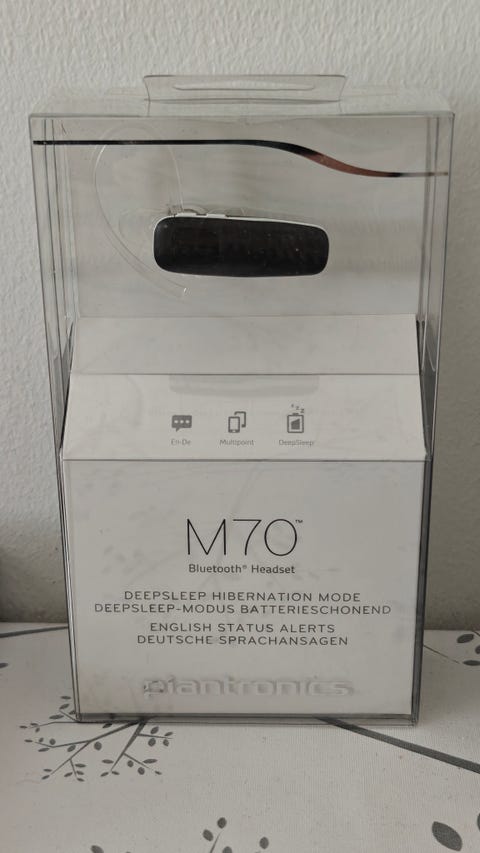 zzz
En-De Multipoint DeepSleep
M70™
Bluetooth® Headset
DEEPSLEEP HIBERNATION MODE
DEEPSLEEP-MODUS BATTERIESCHONEND
ENGLISH STATUS ALERTS
DEUTSCHE SPRACHANSAGEN
plantronics